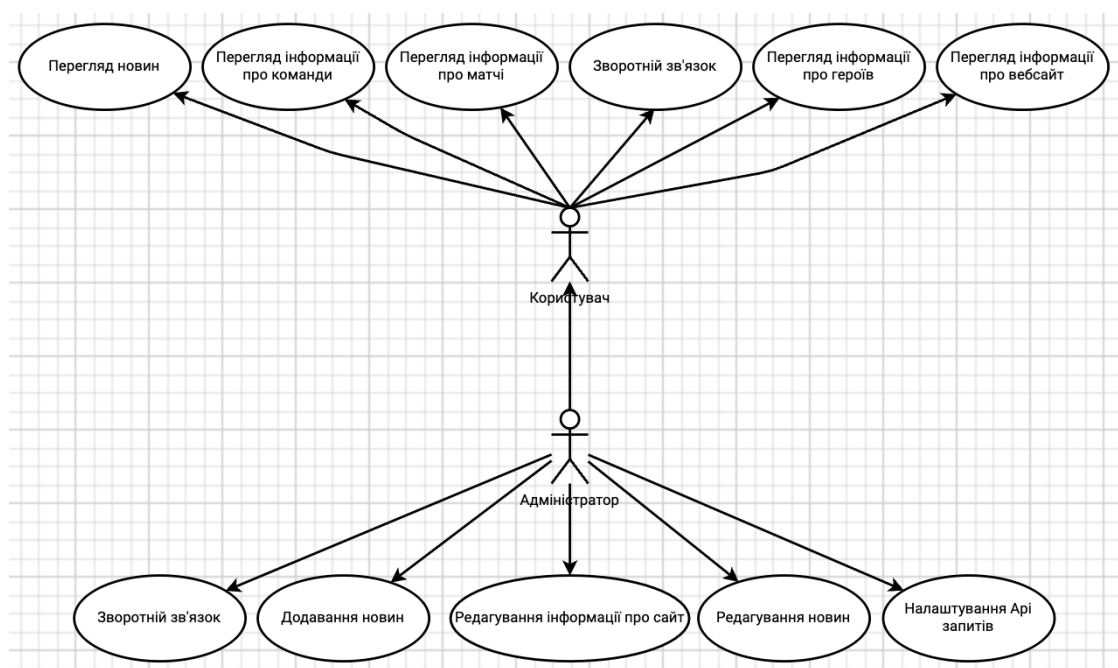 Перегляд новин
Перегляд інформації
про команди
Перегляд інформації
про матчі
Зворотній зв'язок
Перегляд інформації
про героїв
Перегляд інформації
про вебсайт
Користувач
Адміністратор
Зворотній зв'язок
Додавання новин
Редагування інформації про сайт
Редагування новин
Налаштування Api
запитів